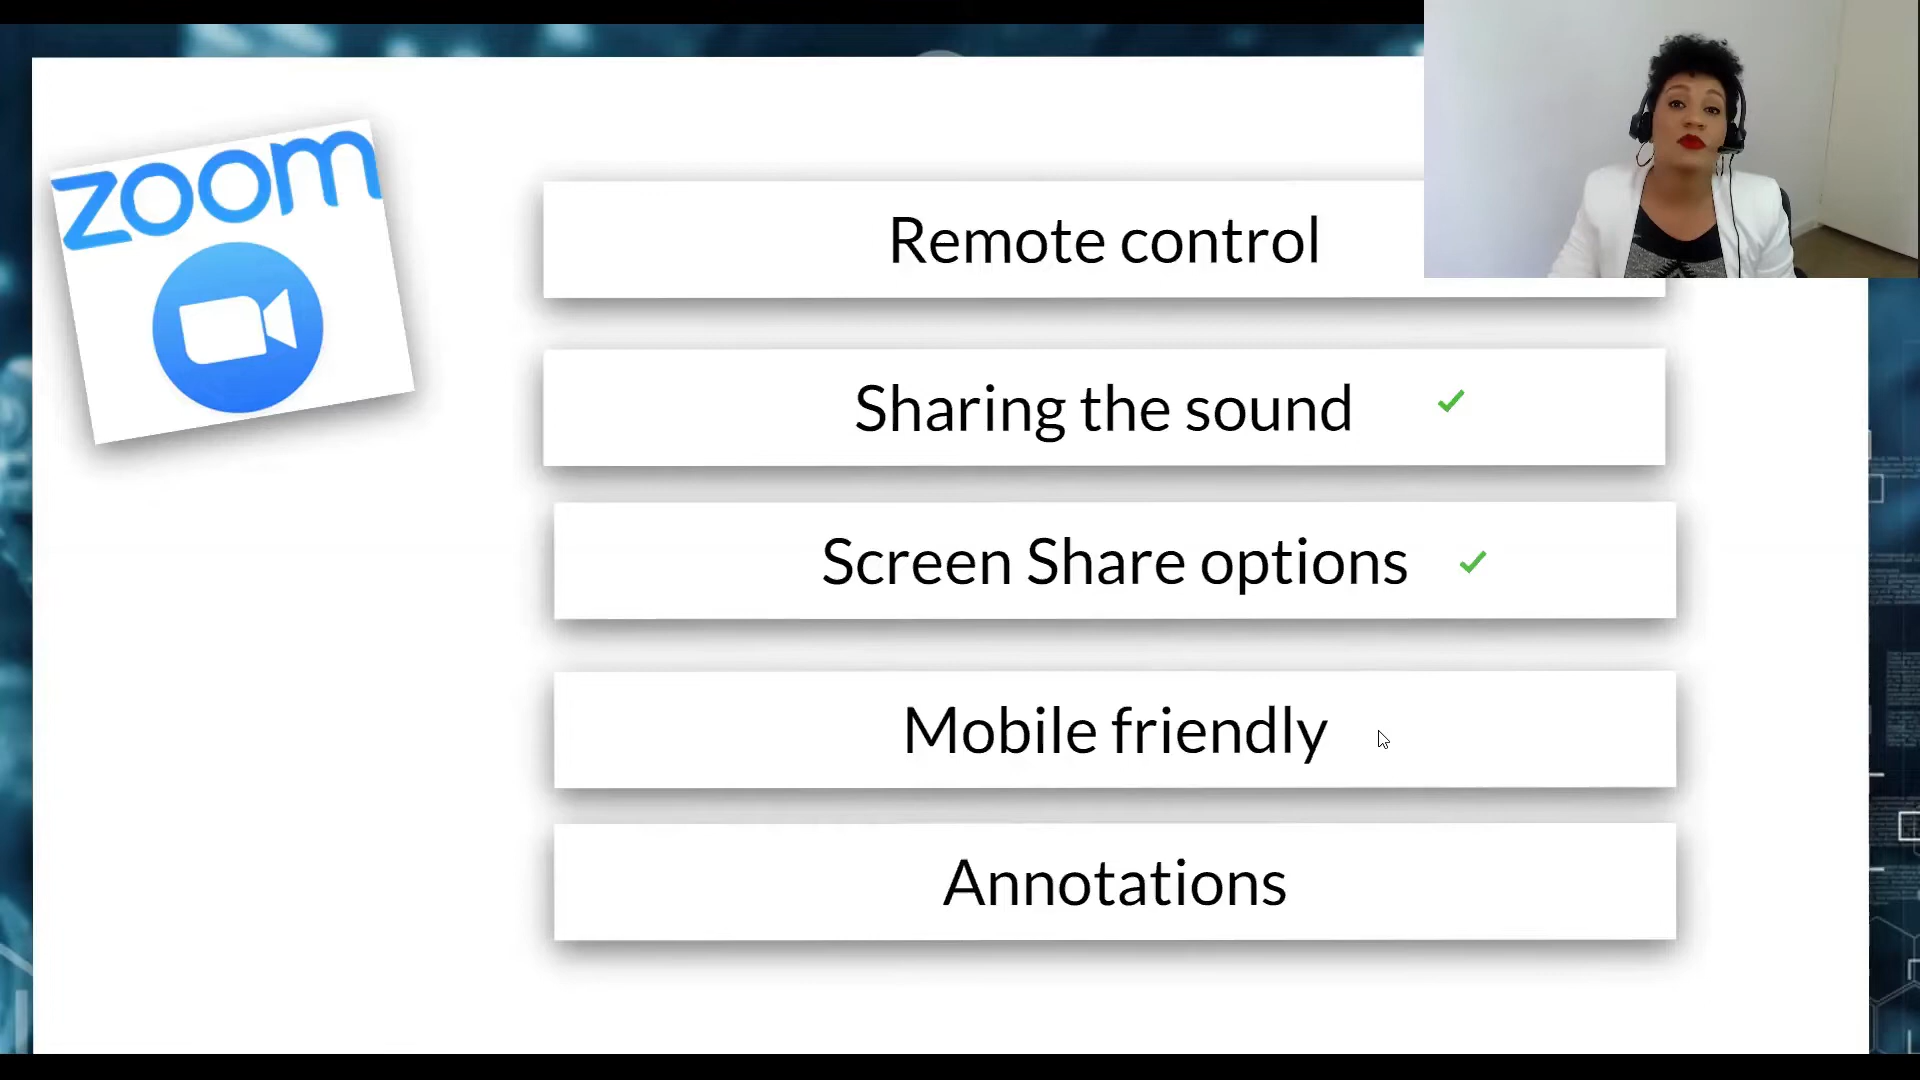 zoom
Remote control
Sharing the sound
Screen Share options
Mobile friendly
Annotations